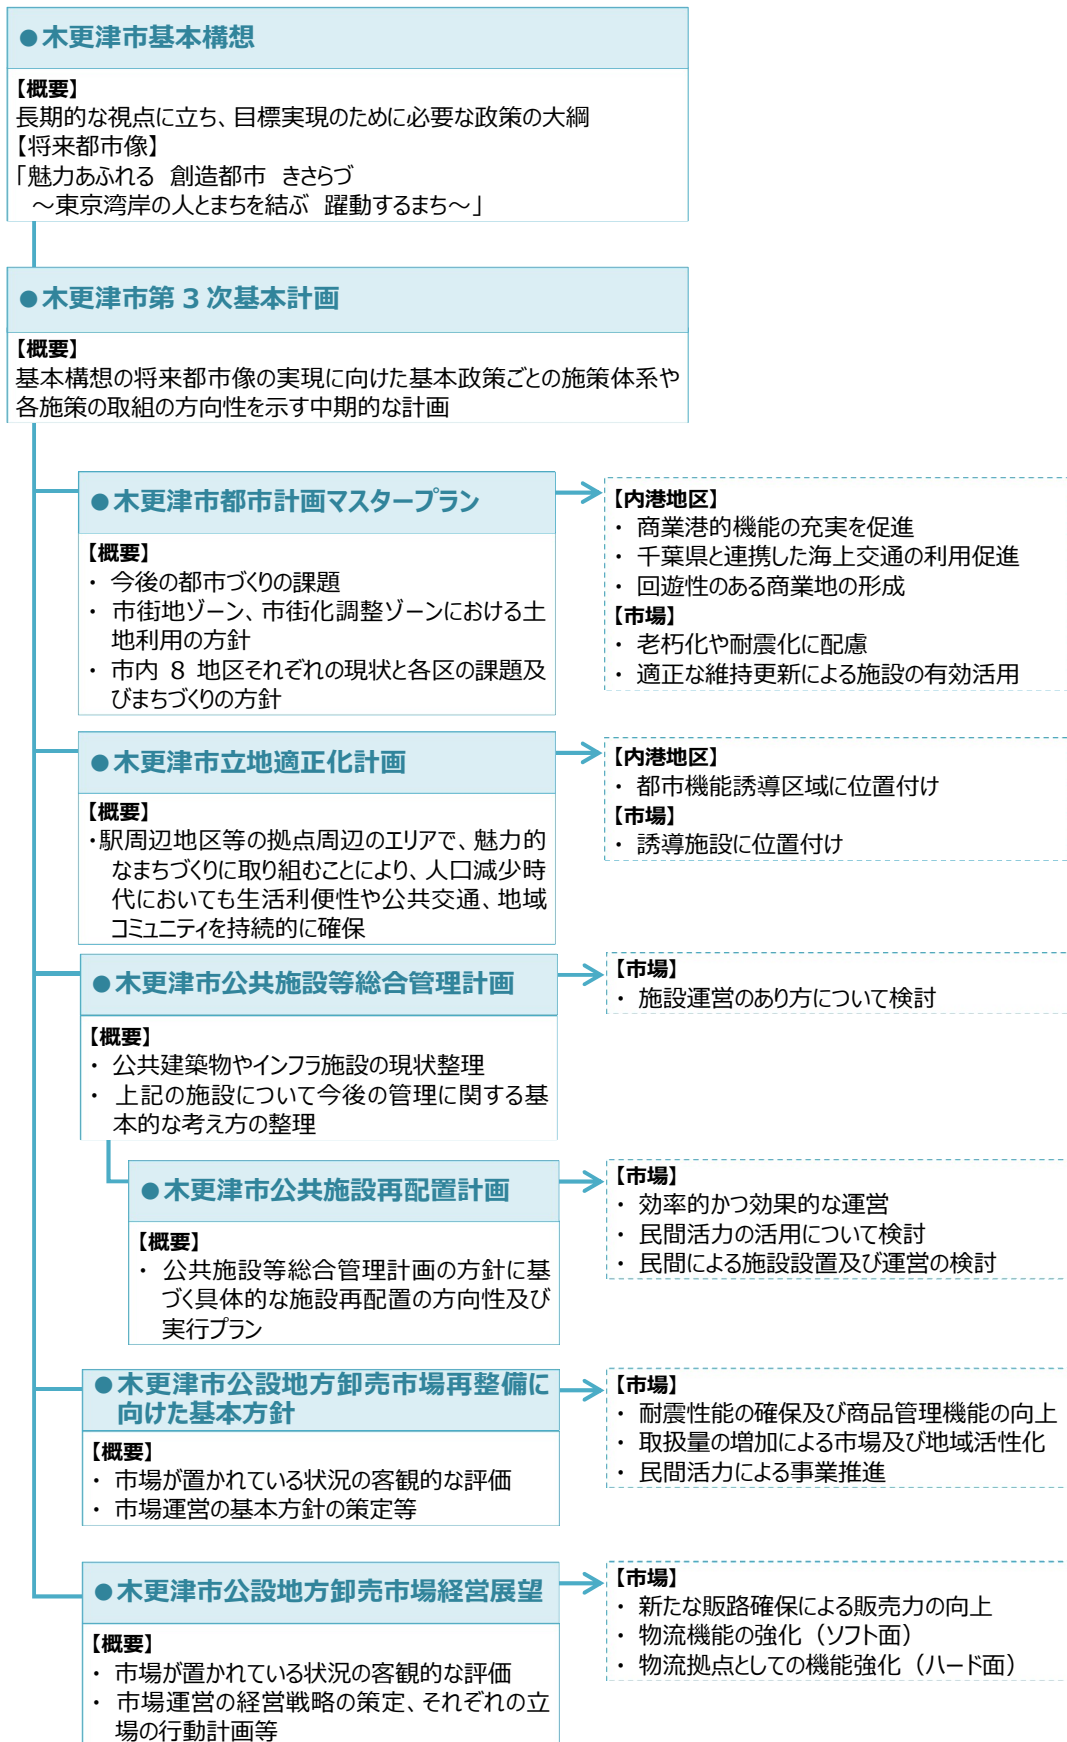 ●木更津市基本構想
【概要】
長期的な視点に立ち、目標実現のために必要な政策の大綱
【将来都市像】
「魅力あふれる　創造都市　きさらづ
～東京湾岸の人とまちを結ぶ　躍動するまち～」
●木更津市第3次基本計画
【概要】
基本構想の将来都市像の実現に向けた基本政策ごとの施策体系や
各施策の取組の方向性を示す中期的な計画
●木更津市都市計画マスタープラン
【概要】
・ 今後の都市づくりの課題
・ 市街地ゾーン、市街化調整ゾーンにおける土
地利用の方針
・ 市内 8 地区それぞれの現状と各区の課題及
びまちづくりの方針
【内港地区】
・ 商業港的機能の充実を促進
・ 千葉県と連携した海上交通の利用促進
・ 回遊性のある商業地の形成
【市場】
・ 老朽化や耐震化に配慮
・ 適正な維持更新による施設の有効活用
●木更津市立地適正化計画
【概要】
・駅周辺地区等の拠点周辺のエリアで、魅力的
なまちづくりに取り組むことにより、人口減少時
代においても生活利便性や公共交通、地域
コミュニティを持続的に確保
【内港地区】
・ 都市機能誘導区域に位置付け
【市場】
・ 誘導施設に位置付け
●木更津市公共施設等総合管理計画
【概要】
・ 公共建築物やインフラ施設の現状整理
・ 上記の施設について今後の管理に関する基
本的な考え方の整理
【市場】
・ 施設運営のあり方について検討
●木更津市公共施設再配置計画
【概要】
・ 公共施設等総合管理計画の方針に基
づく具体的な施設再配置の方向性及び
実行プラン
【市場】
・ 効率的かつ効果的な運営
・ 民間活力の活用について検討
・ 民間による施設設置及び運営の検討
●木更津市公設地方卸売市場再整備に
向けた基本方針
【概要】
・ 市場が置かれている状況の客観的な評価
・ 市場運営の基本方針の策定等
【市場】
・ 耐震性能の確保及び商品管理機能の向上
・ 取扱量の増加による市場及び地域活性化
・ 民間活力による事業推進
●木更津市公設地方卸売市場経営展望
【概要】
・ 市場が置かれている状況の客観的な評価
・ 市場運営の経営戦略の策定、それぞれの立
場の行動計画等
【市場】
・ 新たな販路確保による販売力の向上
・ 物流機能の強化（ソフト面）
・ 物流拠点としての機能強化（ハード面）